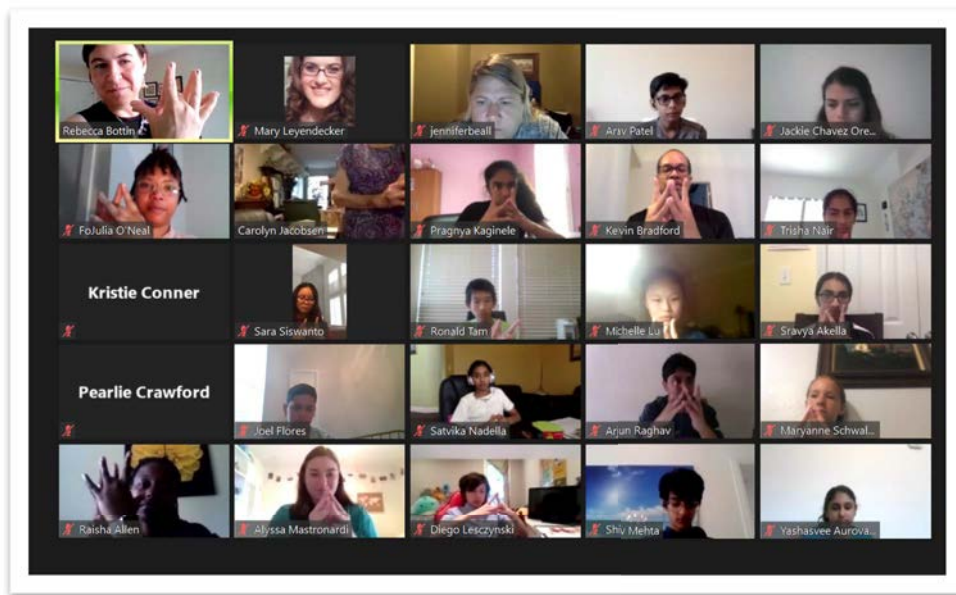 Rebecca Bottin
Mary Leyendecker
jenniferbeall
Arav Patel
Jackie Chavez Ore...
FoJulia O'Neal
Carolyn Jacobsen
Pragnya Kaginele
Kevin Bradford
Trisha Nair
Kristie Conner
Sara Siswanto
Ronald Tam
Michelle Lu
Sravya Akella
Pearlie Crawford
Joel Flores
Satvika Nadella
Arjun Raghav
Maryanne Schwal...
Raisha Allen
Alyssa Mastronardi
Diego Lesczynski
Shiv Mehta
Yashasvee Aurova...